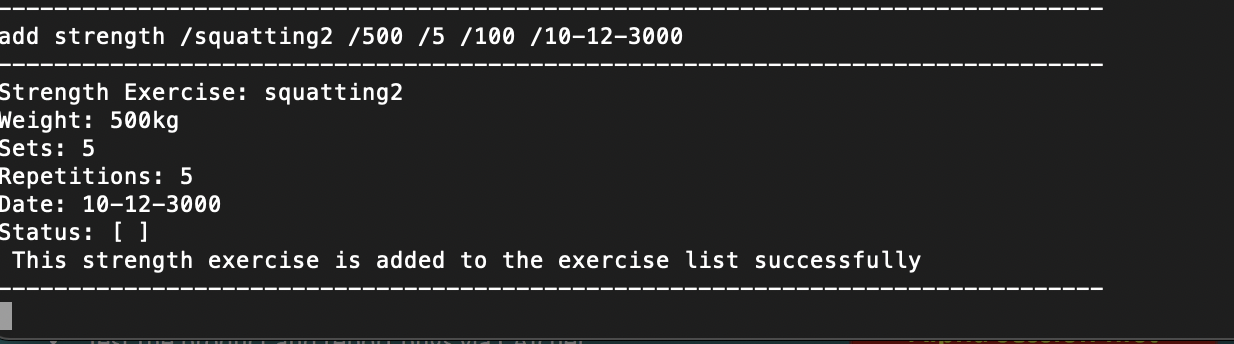 add strength /squatting2 /500 /5 /100 /10-12-3000
Strength Exercise: squatting2
Weight: 500kg
Sets: 5
Repetitions: 5
Date: 10-12-3000
Status: [ ]
This strength exercise is added to the exercise list successfully